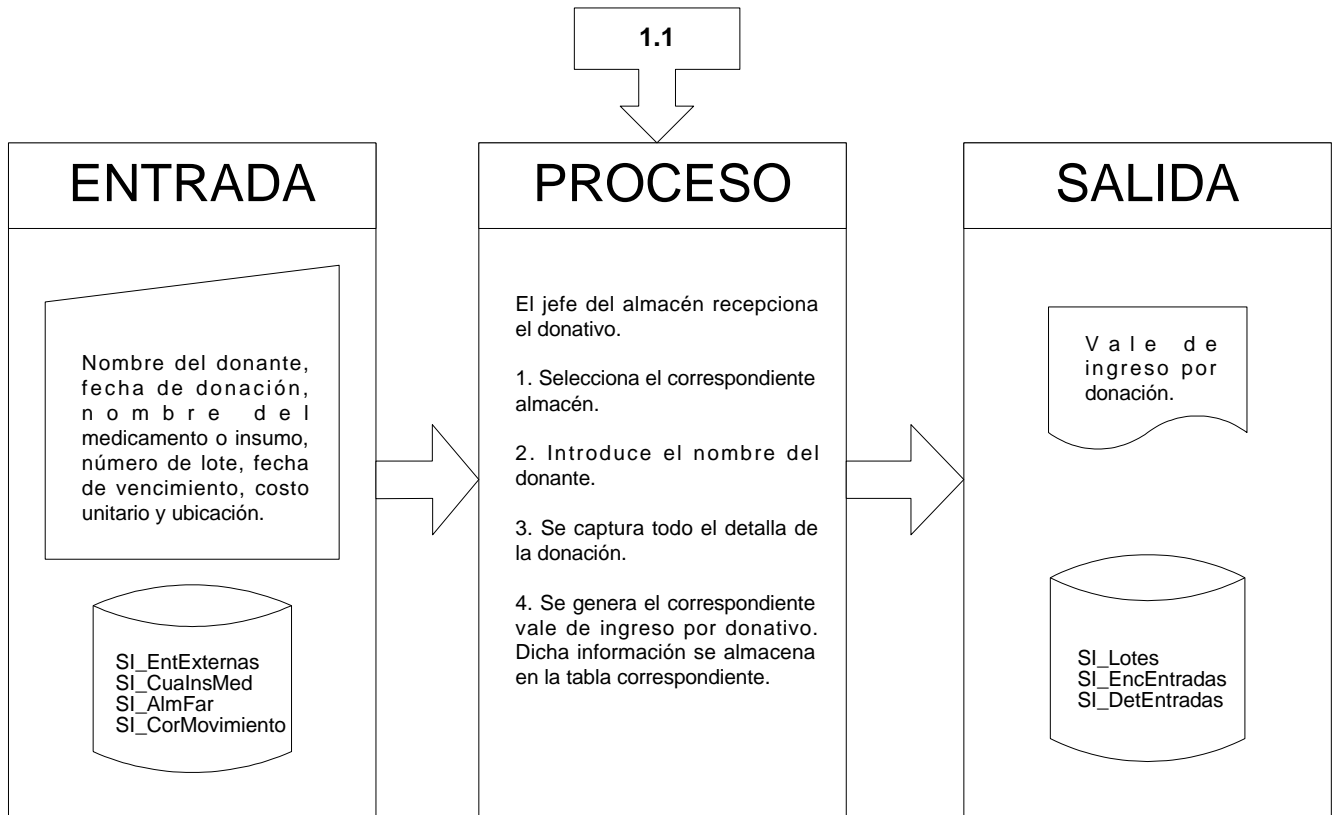 1.1
ENTRADA
Nombre del donante,
fecha de donación,
nombre del
medicamento o insumo,
número de lote, fecha
de vencimiento, costo
unitario y ubicación.
SI_EntExternas
SI_CuaInsMed
SI_AlmFar
SI_CorMovimiento
PROCESO
El jefe del almacén recepciona
el donativo.
1. Selecciona el correspondiente
almacén.
2. Introduce el nombre del
donante.
3. Se captura todo el detalla de
la donación.
4. Se genera el correspondiente
vale de ingreso por donativo.
Dicha información se almacena
en la tabla correspondiente.
SALIDA
Vale de
ingreso por
donación.
SI_Lotes
SI_EncEntradas
SI_DetEntradas